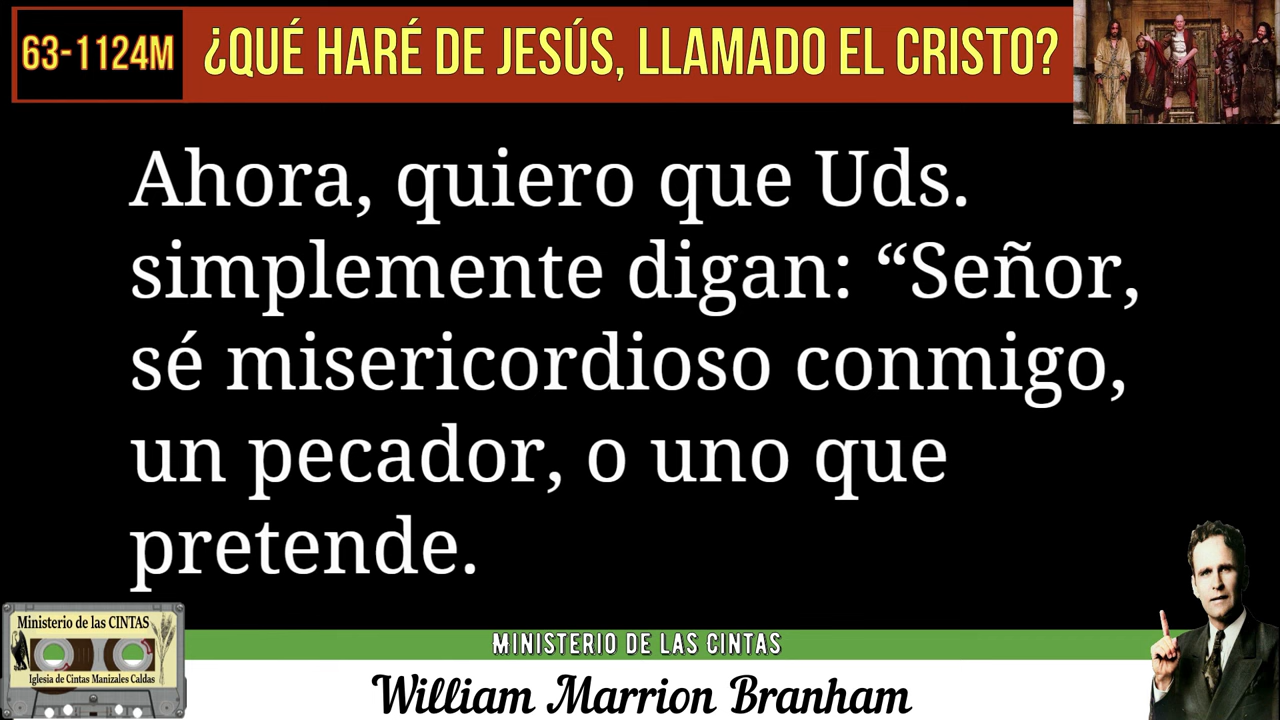 63-1124M
¿QUÉ HARÉ DE JESÚS, LLAMADO EL CRISTO?
Ahora, quiero que Uds.
simplemente digan: “Señor,
sé misericordioso conmigo,
un pecador, o uno que
pretende.
Ministerio de las CINTAS
Iglesia de Cintas Manizales Caldas
MINISTERIO DE LAS CINTAS
William Marrion Branham